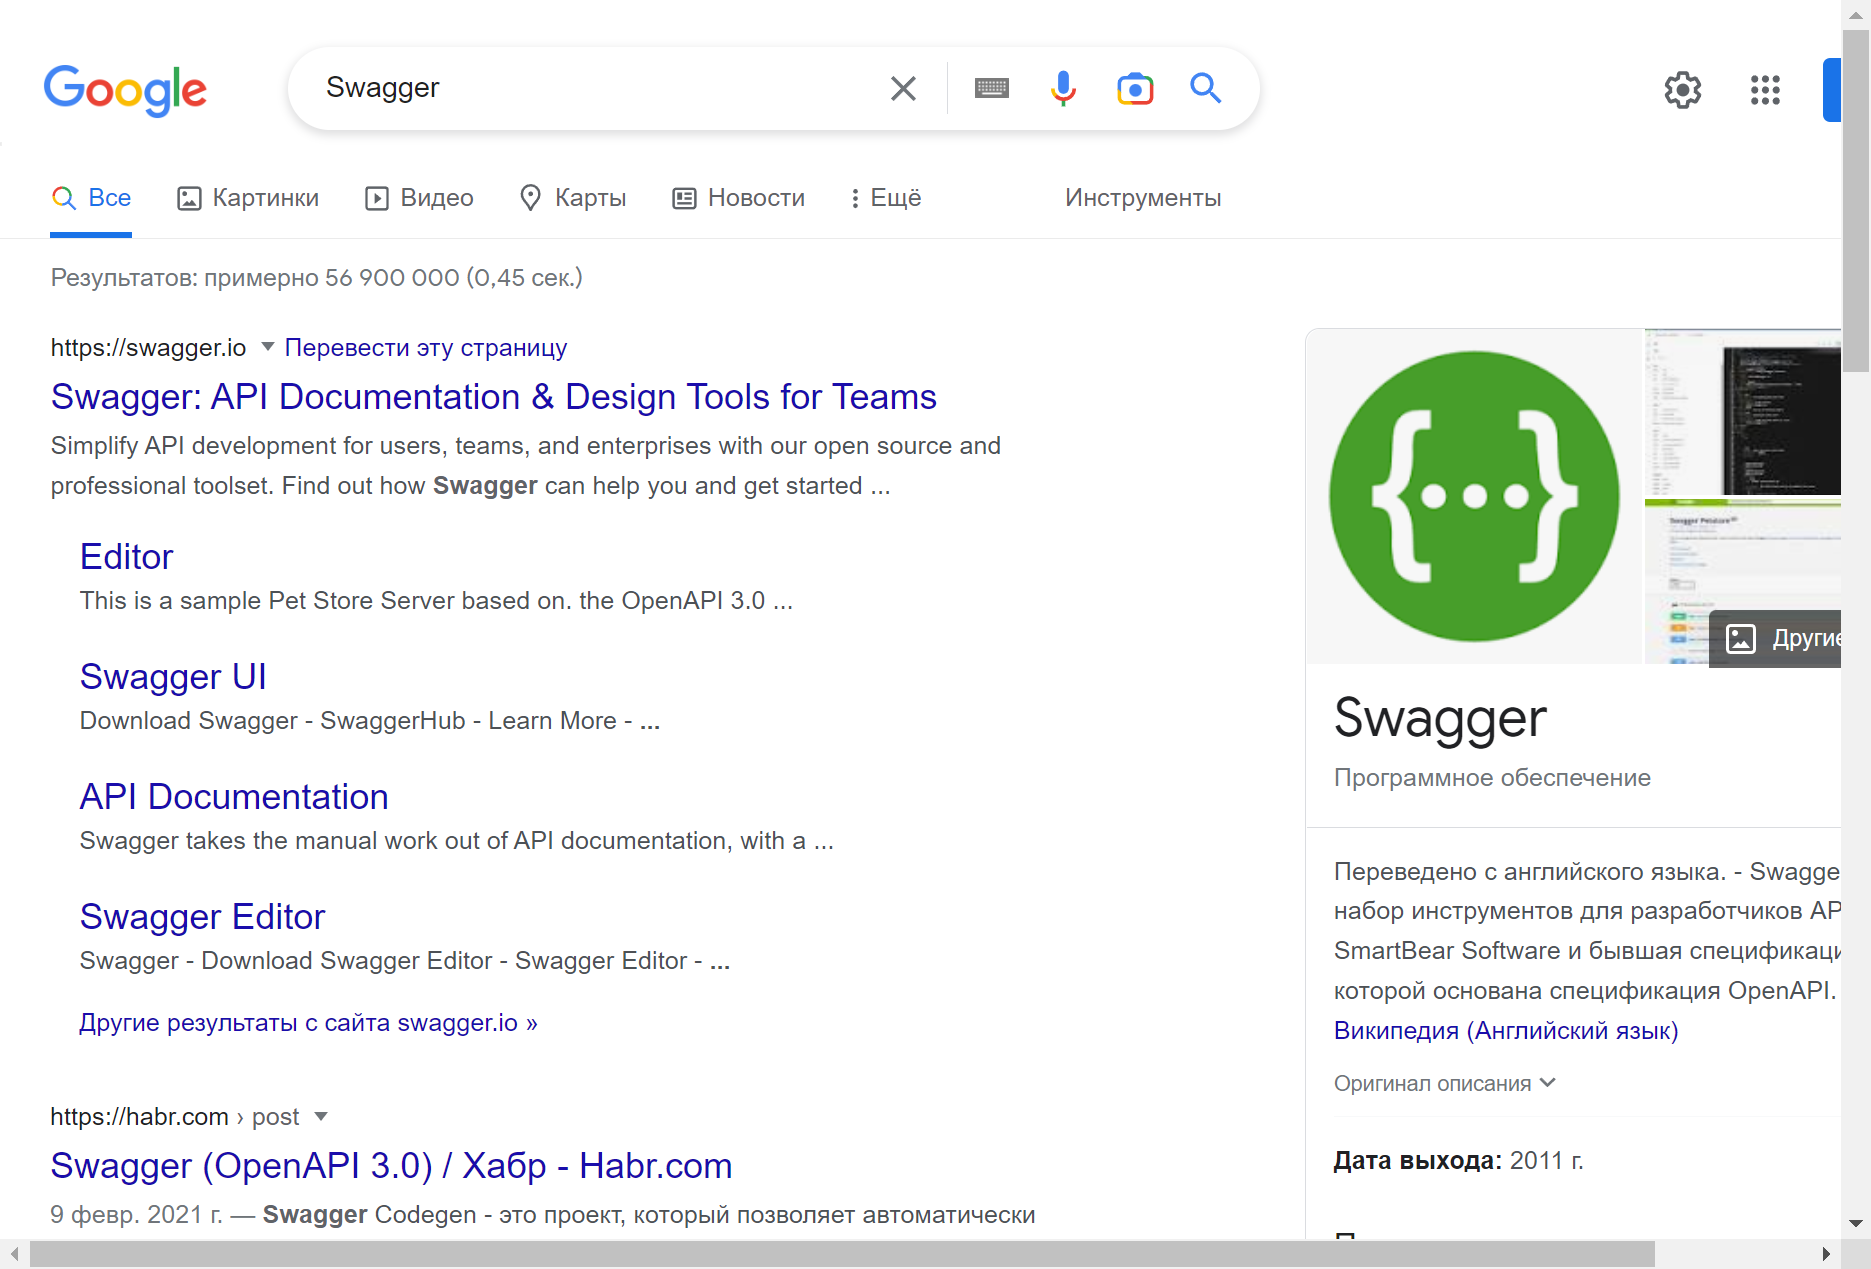 Google
Swagger
Все
Картинки
Видео
Карты
Новости
Ещё
Инструменты
Результатов: примерно 56 900 000 (0,45 сек.)
https://swagger.io
Перевести эту страницу
Swagger: API Documentation & Design Tools for Teams
Simplify API development for users, teams, and enterprises with our open source and
professional toolset. Find out how Swagger can help you and get started ...
Editor
This is a sample Pet Store Server based on. the OpenAPI 3.0 ...
Swagger UI
Download Swagger - SwaggerHub - Learn More - ...
API Documentation
Swagger takes the manual work out of API documentation, with a ...
Swagger Editor
Swagger - Download Swagger Editor - Swagger Editor - ...
Другие результаты с сайта swagger.io »
https://habr.com › post
Swagger (OpenAPI 3.0) / Хабр - Habr.com
9 февр. 2021 г. — Swagger Codegen - это проект, который позволяет автоматически
Swagger Petstore
Другие
Swagger
Программное обеспечение
Переведено с английского языка. - Swagge
набор инструментов для разработчиков AP
SmartBear Software и бывшая спецификаци
которой основана спецификация OpenAPI.
Википедия (Английский язык)
Оригинал описания
Дата выхода: 2011 г.